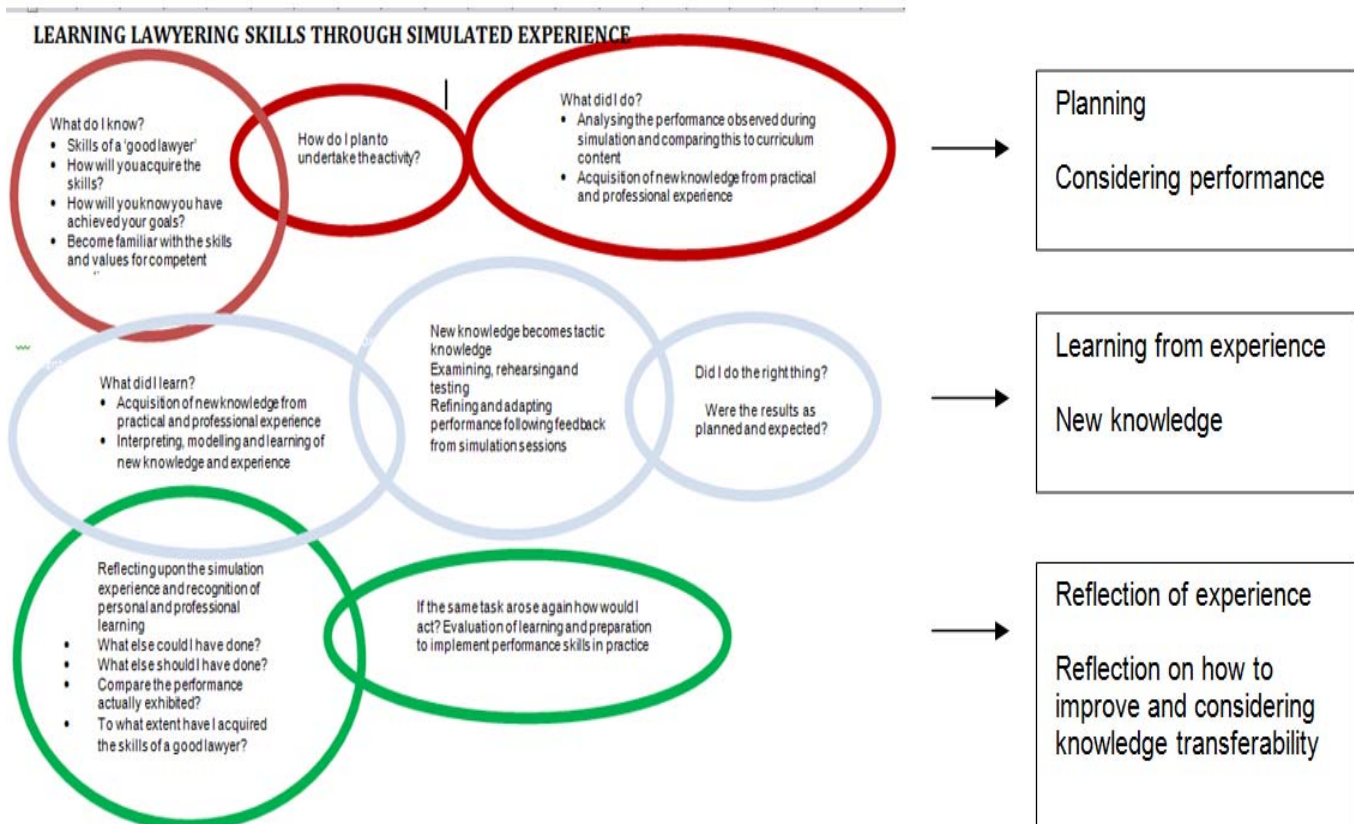 LEARNING LAWYERING SKILLS THROUGH SIMULATED EXPERIENCE
What do I know?
• Skills of a 'good lawyer'
• How will you acquire the
skills?
• How will you know you have
achieved your goals?
• Become familiar with the skills
and values for competent
How do I plan to
undertake the activity?
What did I do?
• Analysing the performance observed during
simulation and comparing this to curriculum
content
• Acquisition of new knowledge from practical
and professional experience
Planning
Considering performance
What did I learn?
• Acquisition of new knowledge from
practical and professional experience
• Interpreting, modelling and learning of
new knowledge and experience
New knowledge becomes tactic
knowledge
Examining, rehearsing and
testing
Refining and adapting
performance following feedback
from simulation sessions
Did I do the right thing?
Were the results as
planned and expected?
Learning from experience
New knowledge
Reflecting upon the simulation
experience and recognition of
personal and professional
learning
• What else could I have done?
• What else should I have done?
• Compare the performance
actually exhibited?
• To what extent have I acquired
the skills of a good lawyer?
If the same task arose again how would I
act? Evaluation of learning and preparation
to implement performance skills in practice
Reflection of experience
Reflection on how to
improve and considering
knowledge transferability